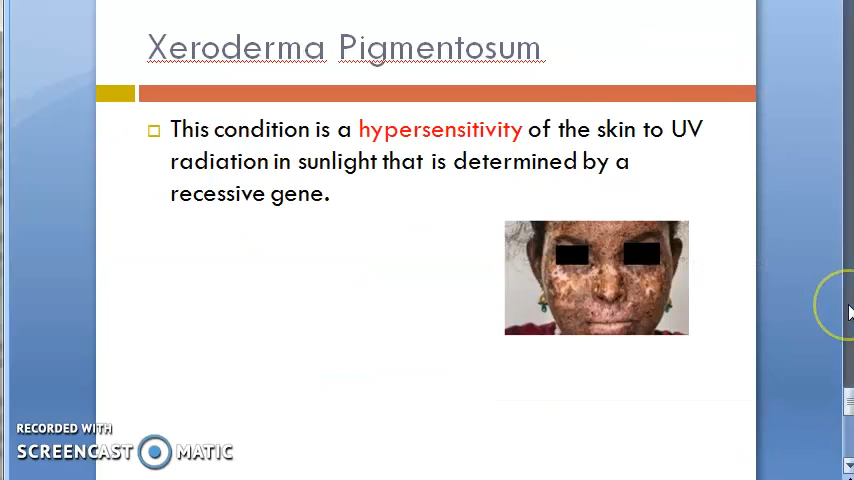 Xeroderma Pigmentosum
This condition is a hypersensitivity of the skin to UV
radiation in sunlight that is determined by a
recessive gene.
RECORDED WITH
SCREENCAST MATIC